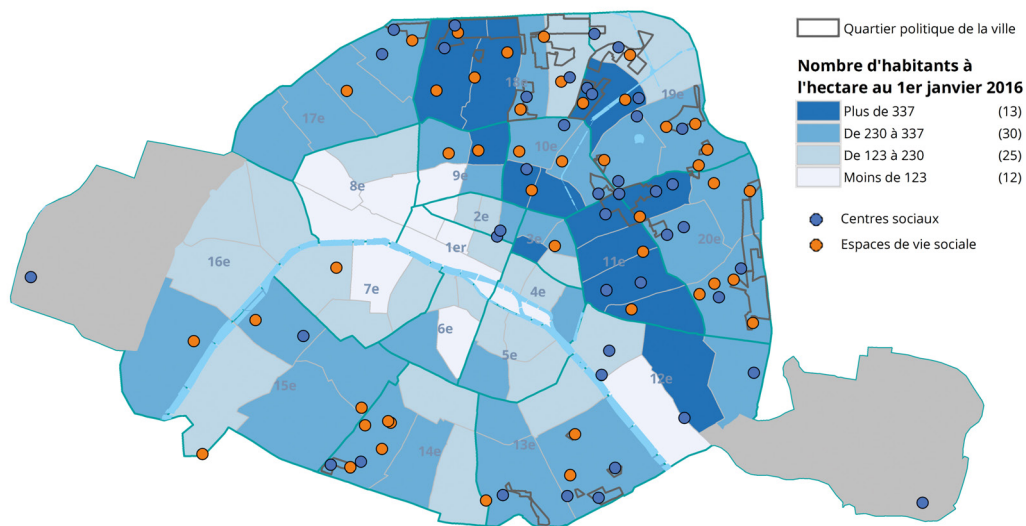 Quartier politique de la ville
Nombre d'habitants à
l'hectare au 1er janvier 2016
Plus de 337 (13)
De 230 à 337 (30)
De 123 à 230 (25)
Moins de 123 (12)
Centres sociaux
Espaces de vie sociale
18e
19e
17e
10e
9e
8e
2e
1er
3e
20e
11e
16e
7e
4e
6e
5e
12e
15e
13e
14e